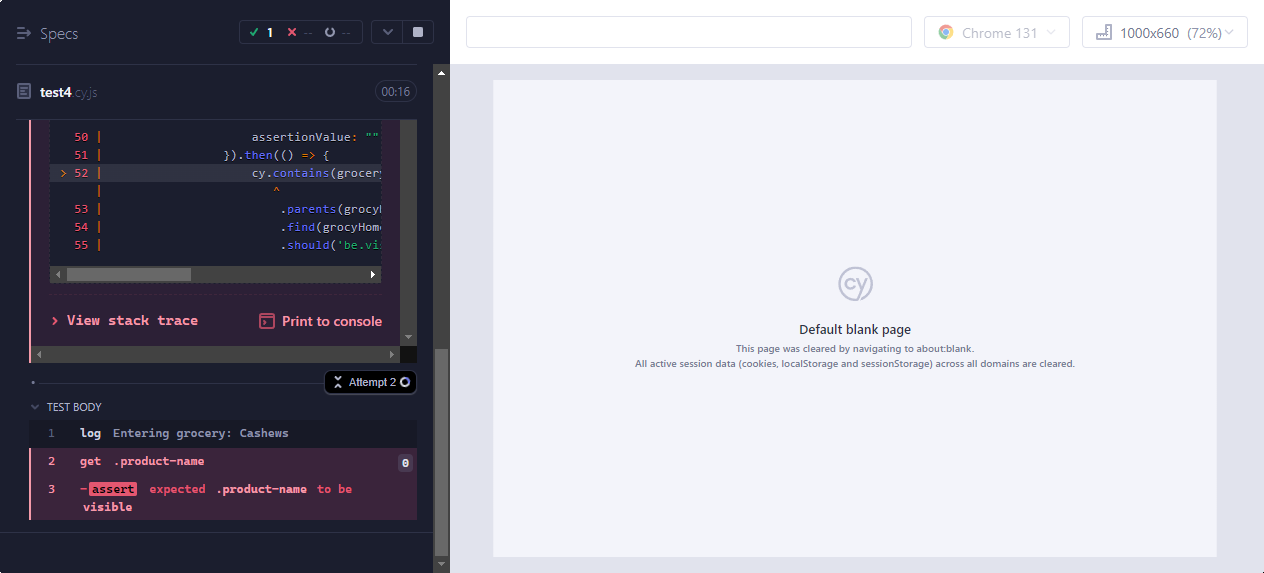 Specs
1
--
--
Chrome 131
1000x660 (72%)
test4.cy.js
00:16
50 | assertionValue: ""
51 | }).then(() => {
> 52 | cy.contains(grocery
| ^
53 | .parents(grocyH
54 | .find(grocyHome
55 | .should('be.vis
> View stack trace
Print to console
Attempt 2
TEST BODY
1 log Entering grocery: Cashews
2 get .product-name 0
3 -assert expected .product-name to be
visible
cy
Default blank page
This page was cleared by navigating to about:blank.
All active session data (cookies, localStorage and sessionStorage) across all domains are cleared.